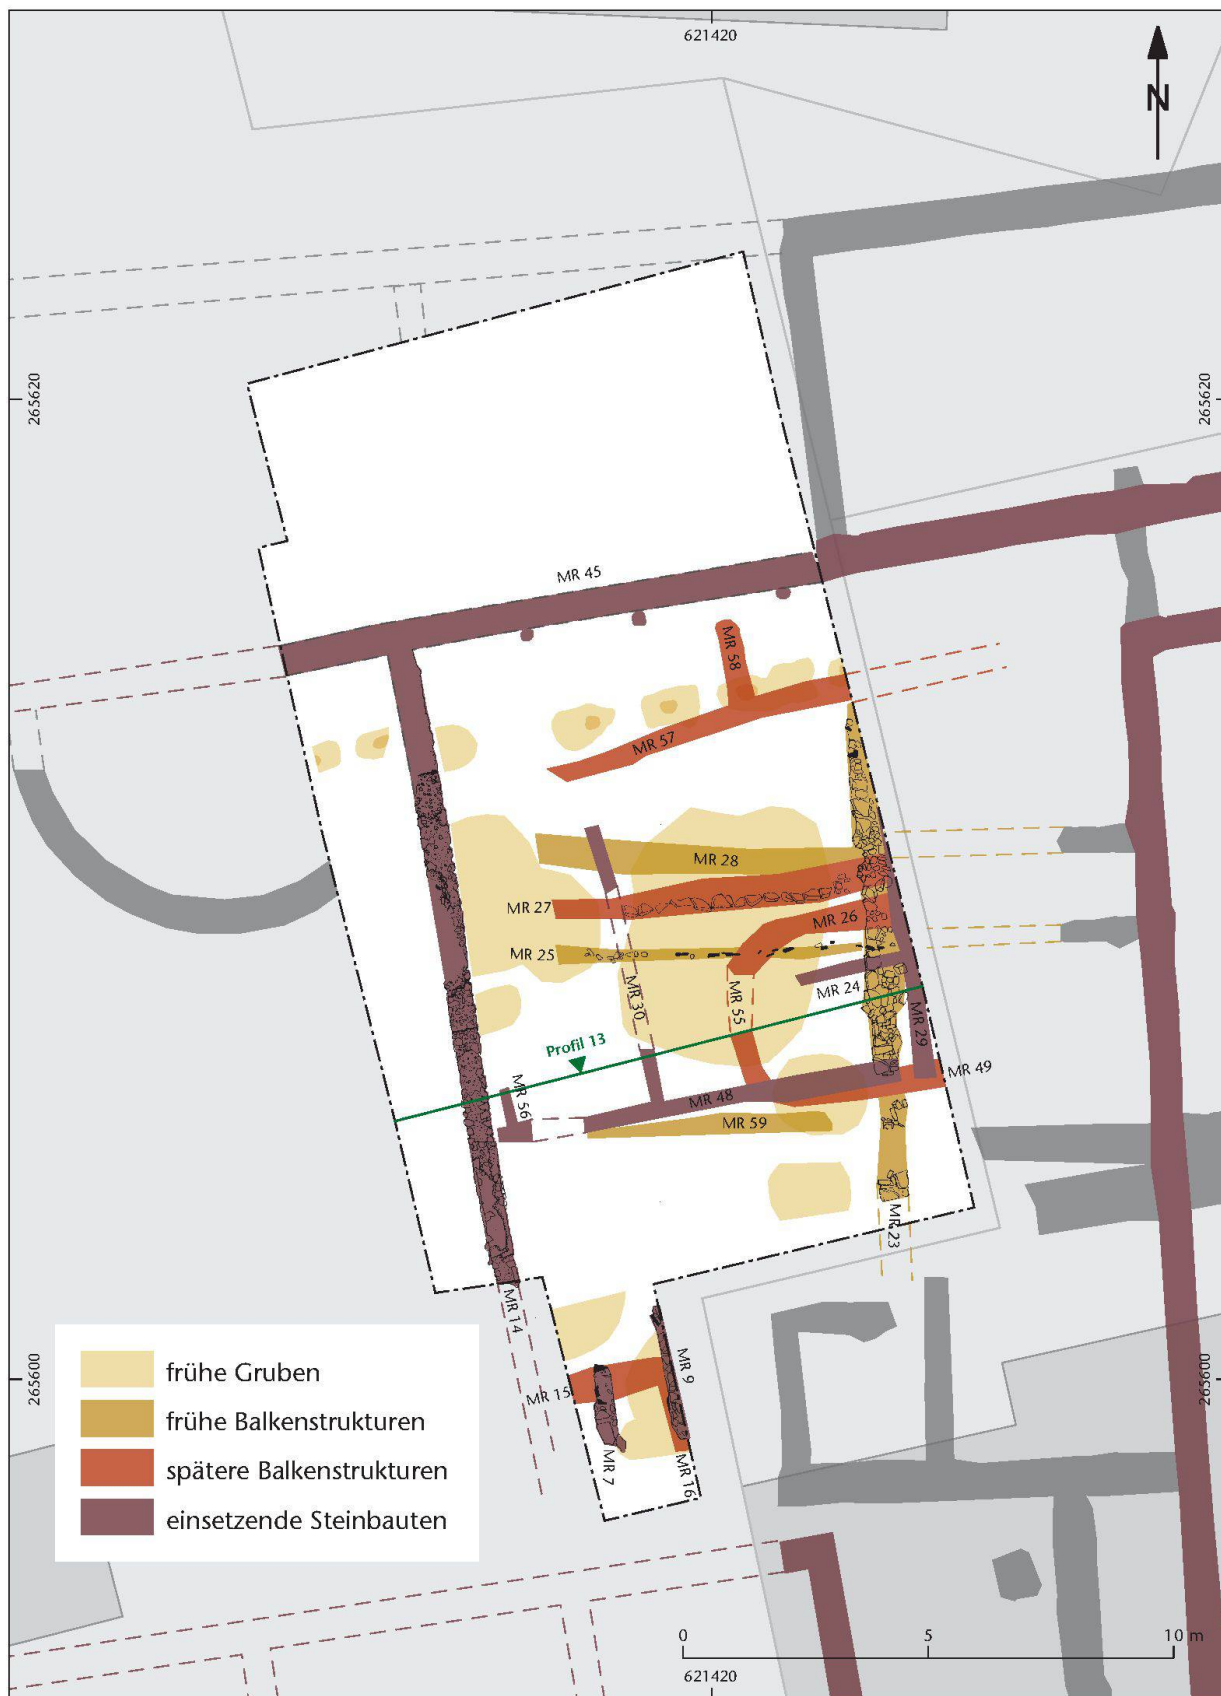 621420
N
265620
265620
MR 45
MR 58
MR 57
MR 28
MR 27
MR 26
MR 25
MR 30
MR 24
MR 55
MR 29
Profil 13
MR 49
MR 56
MR 48
MR 59
MR 23
MR 14
265600
265600
MR 9
MR 15
MR 7
MR 16
frühe Gruben
frühe Balkenstrukturen
spätere Balkenstrukturen
einsetzende Steinbauten
0
5
10 m
621420